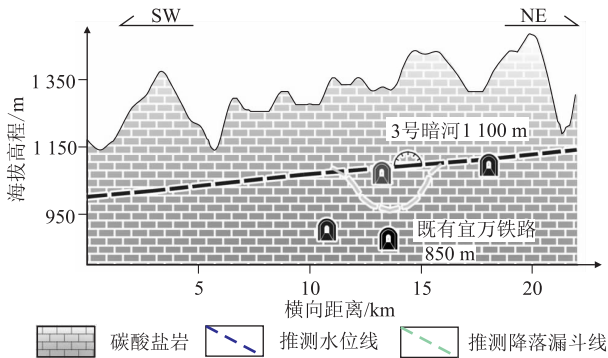 SW
NE
海拔高程/m
1 350
1 150
950
3号暗河1 100 m
既有宜万铁路
850 m
5
10
15
20
横向距离/km
碳酸盐岩
推测水位线
推测降落漏斗线